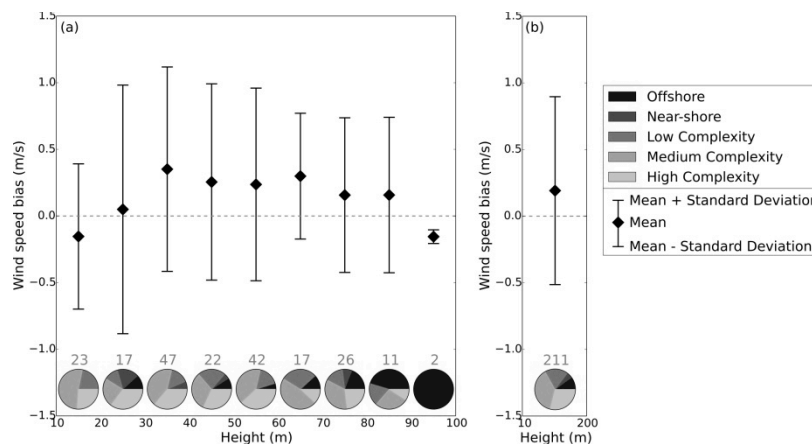 (a)
Wind speed bias (m/s)
1.5
1.0
0.5
0.0
−0.5
−1.0
−1.5
23 17 47 22 42 17 26 11 2
10 20 30 40 50 60 70 80 90 100
Height (m)
(b)
Wind speed bias (m/s)
1.5
1.0
0.5
0.0
−0.5
−1.0
−1.5
211
10 200
Height (m)
Offshore
Near-shore
Low Complexity
Medium Complexity
High Complexity
Mean + Standard Deviation
Mean
Mean - Standard Deviation